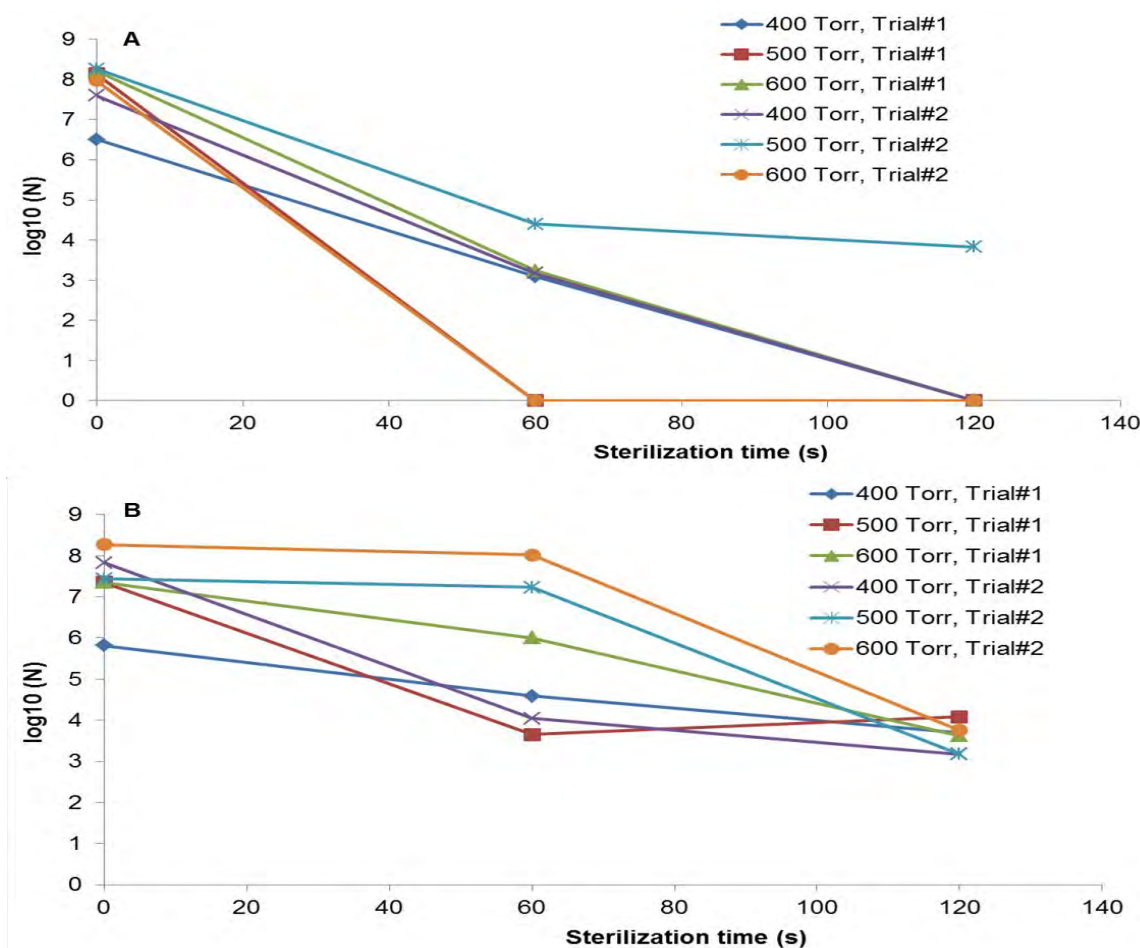 A
400 Torr, Trial#1
500 Torr, Trial#1
600 Torr, Trial#1
400 Torr, Trial#2
500 Torr, Trial#2
600 Torr, Trial#2
9
8
7
6
5
4
3
2
1
0
log10 (N)
0 20 40 60 80 100 120 140
Sterilization time (s)
B
400 Torr, Trial#1
500 Torr, Trial#1
600 Torr, Trial#1
400 Torr, Trial#2
500 Torr, Trial#2
600 Torr, Trial#2
9
8
7
6
5
4
3
2
1
0
log10 (N)
0 20 40 60 80 100 120 140
Sterilization time (s)